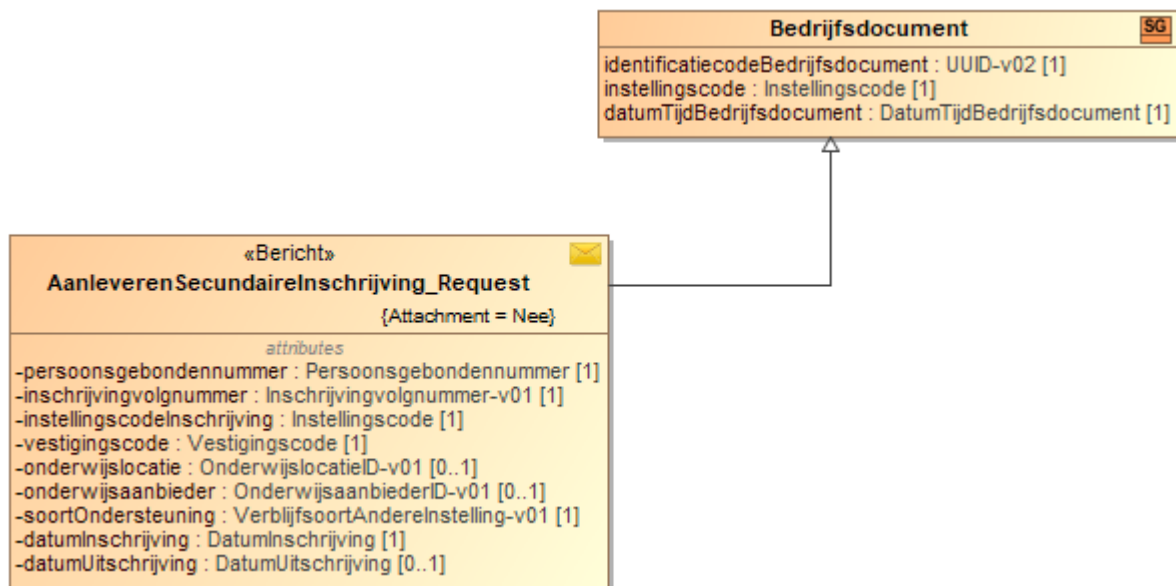 Bedrijfsdocument
SG
identificatiecodeBedrijfsdocument : UUID-v02 [1]
instellingscode : Instellingscode [1]
datumTijdBedrijfsdocument : DatumTijdBedrijfsdocument [1]
«Bericht»
AanleverenSecundaireInschrijving_Request
{Attachment = Nee}
attributes
-persoonsgebondennummer : Persoonsgebondennummer [1]
-inschrijvingvolgnummer : Inschrijvingvolgnummer-v01 [1]
-instellingscodeInschrijving : Instellingscode [1]
-vestigingscode : Vestigingscode [1]
-onderwijslocatie : OnderwijslocatieID-v01 [0..1]
-onderwijsaanbieder : OnderwijsaanbiederID-v01 [0..1]
-soortOndersteuning : VerblijfsoortAndereInstelling-v01 [1]
-datumInschrijving : DatumInschrijving [1]
-datumUitschrijving : DatumUitschrijving [0..1]